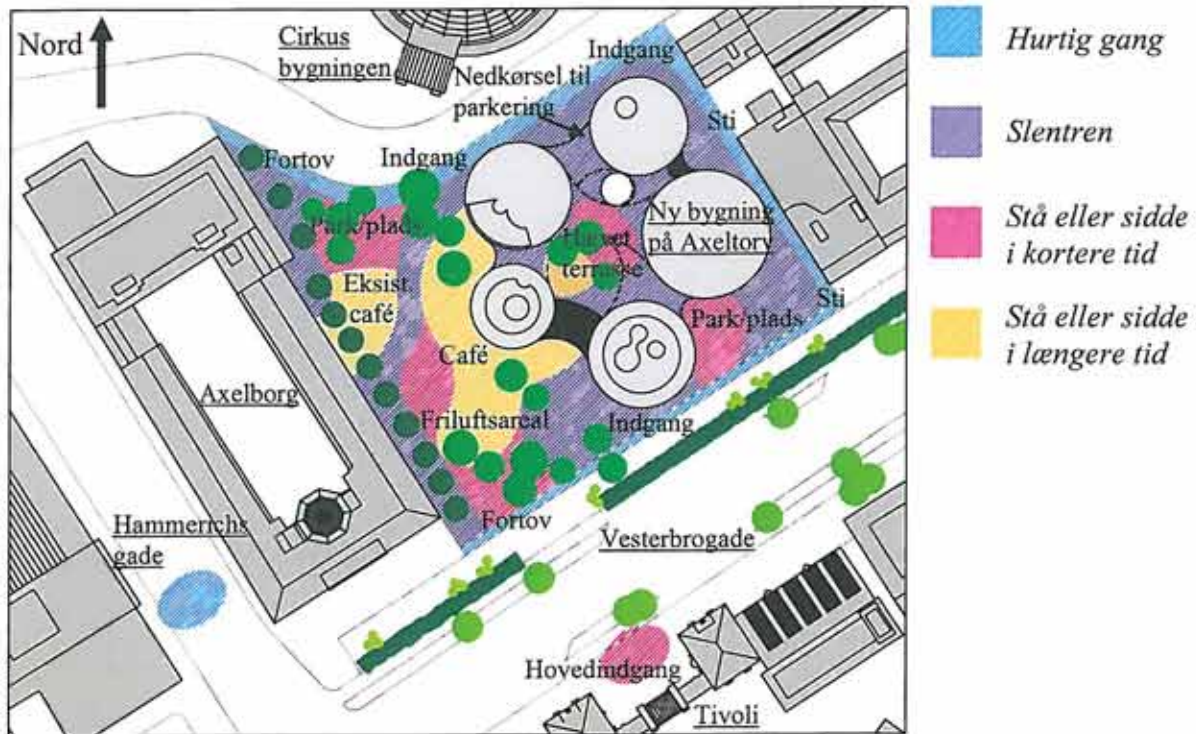 Nord
Cirkus
bygningen
Indgang
Nedkørsel til
parkering
Sti
Fortov
Indgang
Park/plads
Ny bygning
på Axeltorv
Hævet
terrasse
Eksist.
café
Sti
Park/plads
Café
Axelborg
Friluftsareal
Indgang
Fortov
Hammerichs
gade
Vesterbrogade
Hovedindgang
Tivoli
Hurtig gang
Slentren
Stå eller sidde
i kortere tid
Stå eller sidde
i længere tid